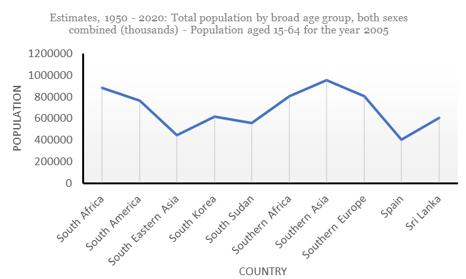 Estimates, 1950 - 2020: Total population by broad age group, both sexes
combined (thousands) - Population aged 15-64 for the year 2005
1200000
1000000
800000
600000
400000
200000
0
POPULATION
South Africa
South America
South Eastern Asia
South Korea
South Sudan
Southern Africa
Southern Asia
Southern Europe
Spain
Sri Lanka
COUNTRY